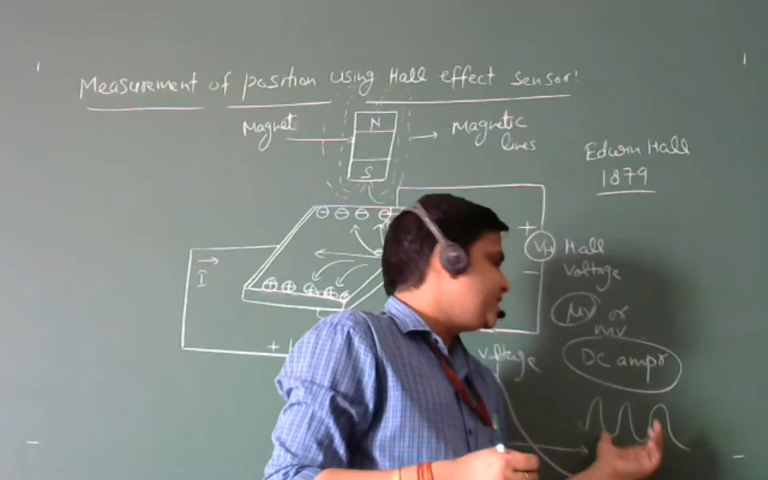 Measurement of position using Hall effect sensor:
Magnet
N
S
Magnetic
lines
Edwin Hall
1879
I
+
+
VH
-
Hall
Voltage
μV or
mV
voltage
DC ampr